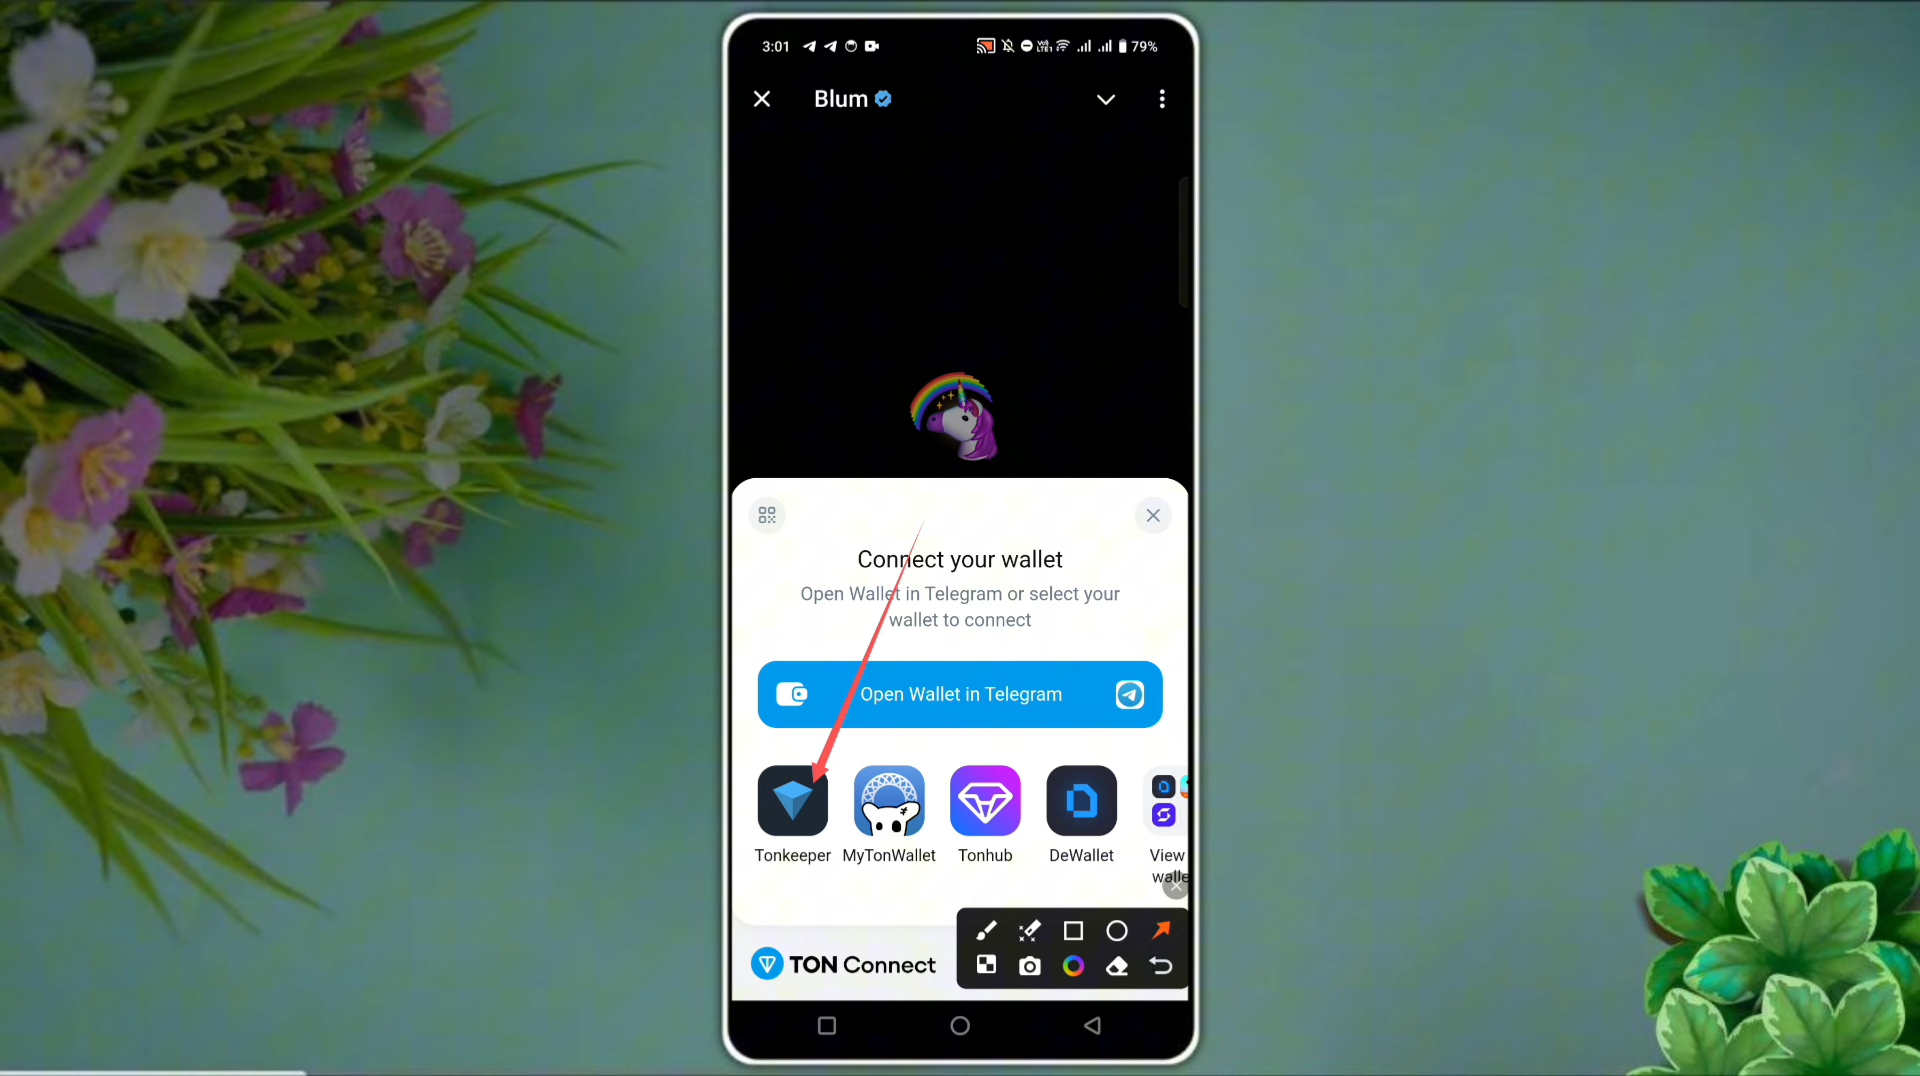 3:01
79%
Blum
Connect your wallet
Open Wallet in Telegram or select your
wallet to connect
Open Wallet in Telegram
Tonkeeper
MyTonWallet
Tonhub
DeWallet
View
walle
TON Connect